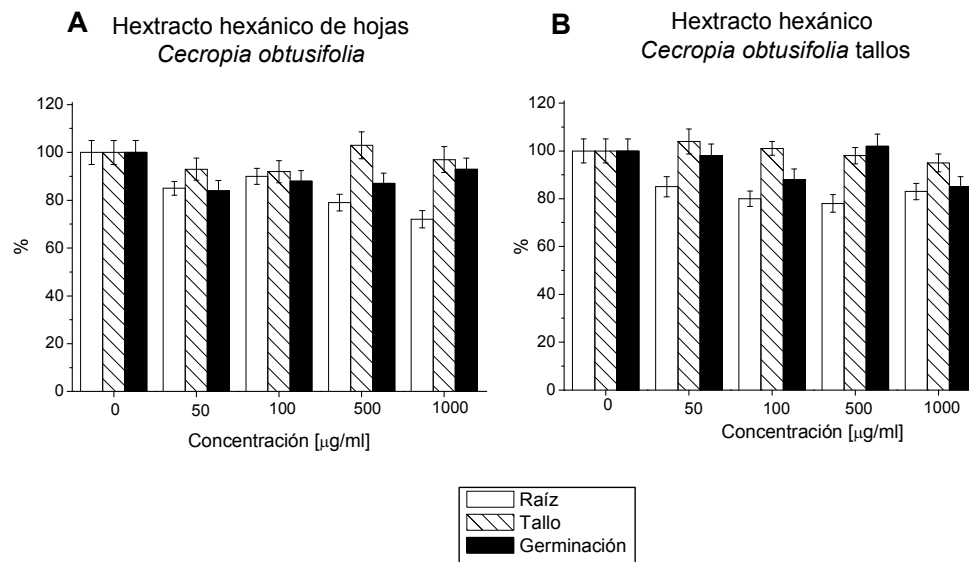 A
Hextracto hexánico de hojas
Cecropia obtusifolia
120
100
80
60
40
20
0
%
0 50 100 500 1000
Concentración [μg/ml]
B
Hextracto hexánico
Cecropia obtusifolia tallos
120
100
80
60
40
20
0
%
0 50 100 500 1000
Concentración [μg/ml]
Raíz
Tallo
Germinación